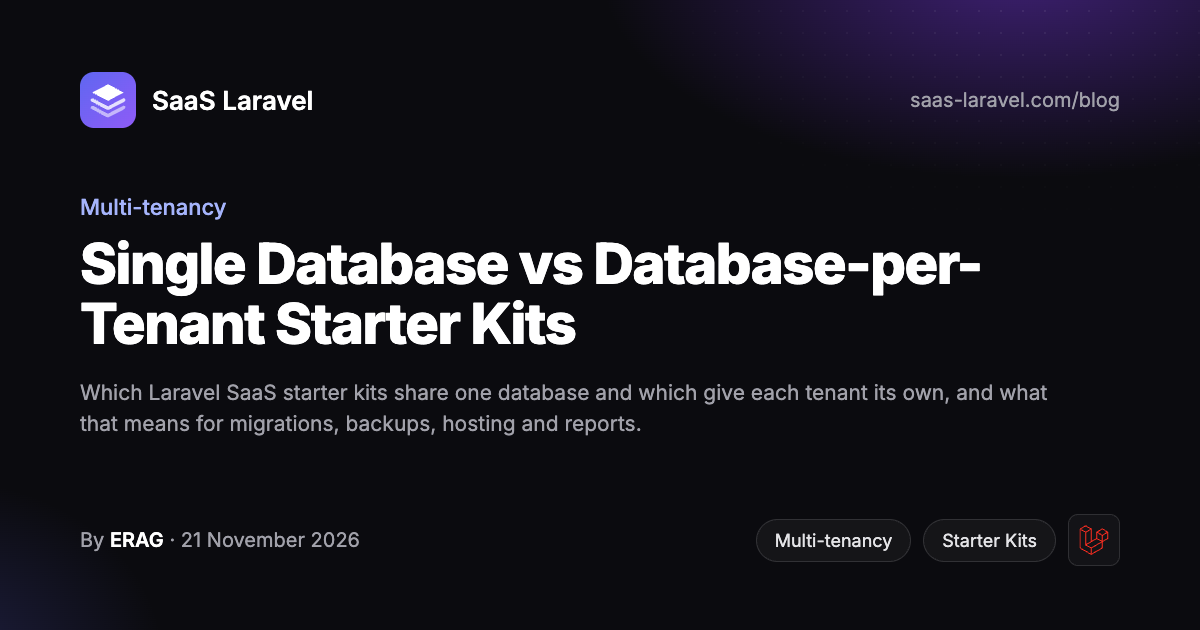 SaaS Laravel
saas-laravel.com/blog
Multi-tenancy
Single Database vs Database-per-
Tenant Starter Kits
Which Laravel SaaS starter kits share one database and which give each tenant its own, and what
that means for migrations, backups, hosting and reports.
By ERAG · 21 November 2026
Multi-tenancy
Starter Kits